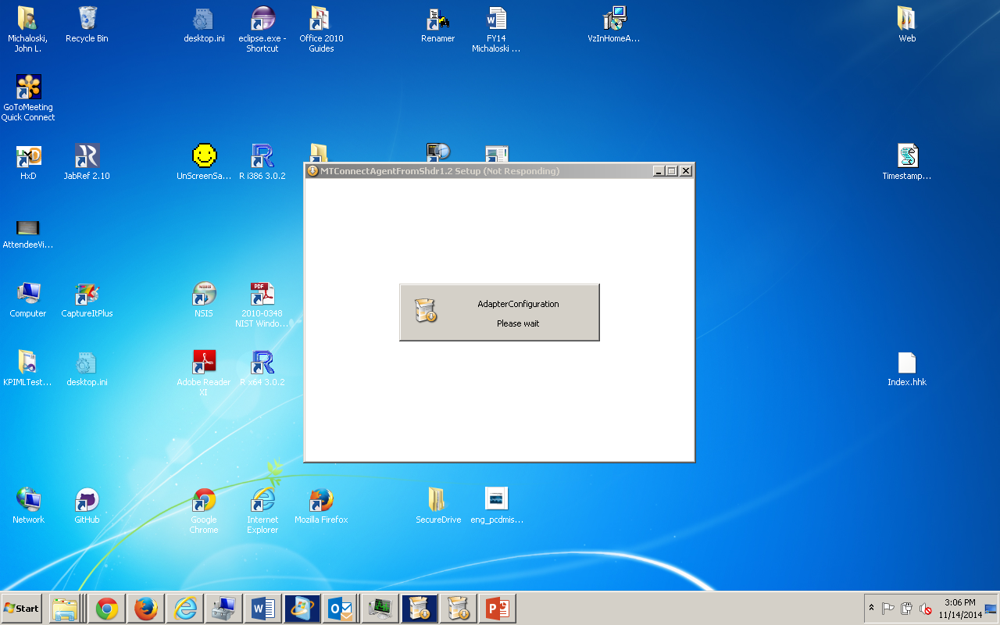 Michaloski,
John L.
Recycle Bin
desktop.ini
eclipse.exe -
Shortcut
Office 2010
Guides
Renamer
FY14
Michaloski ...
VzInHomeA...
Web
GoToMeeting
Quick Connect
HxD
JabRef 2.10
UnScreenSa...
R i386 3.0.2
Timestamp...
MTConnectAgentFromShdr1.2 Setup (Not Responding)
AdapterConfiguration
Please wait
AttendeeVi...
Computer
CaptureItPlus
NSIS
PDF
2010-0348
NIST Windo...
KPIMLTest...
desktop.ini
Adobe Reader
XI
R x64 3.0.2
Index.hhk
Network
GitHub
Google
Chrome
Internet
Explorer
Mozilla Firefox
SecureDrive
eng_pcdmis...
Start
3:06 PM
11/14/2014